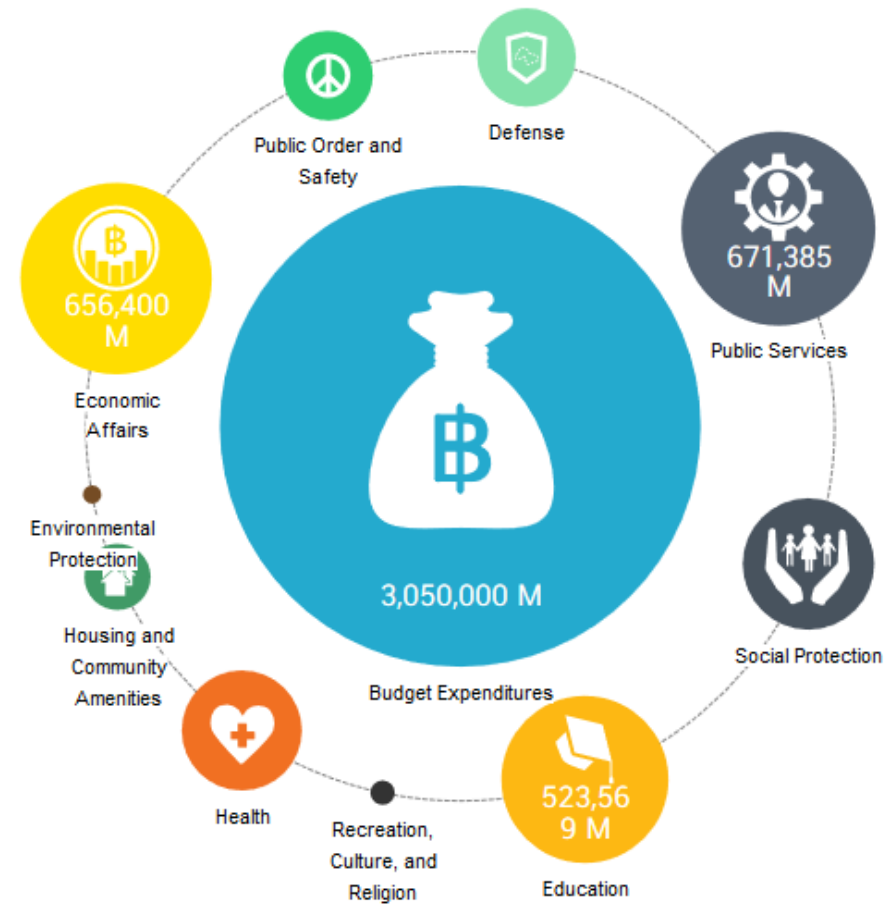 Defense
Public Order and
Safety
671,385
M
Public Services
฿
656,400
M
Economic
Affairs
฿
3,050,000 M
Budget Expenditures
Environmental
Protection
Housing and
Community
Amenities
Social Protection
Health
Recreation,
Culture, and
Religion
523,56
9 M
Education